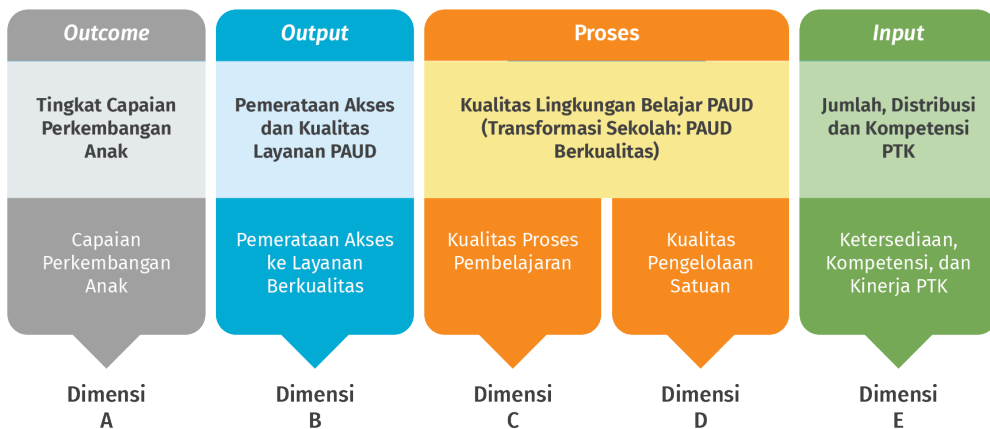 Outcome
Tingkat Capaian
Perkembangan
Anak
Capaian
Perkembangan
Anak
Dimensi
A
Output
Pemerataan Akses
dan Kualitas
Layanan PAUD
Pemerataan Akses
ke Layanan
Berkualitas
Dimensi
B
Proses
Kualitas Lingkungan Belajar PAUD
(Transformasi Sekolah: PAUD
Berkualitas)
Kualitas Proses
Pembelajaran
Dimensi
C
Kualitas
Pengelolaan
Satuan
Dimensi
D
Input
Jumlah, Distribusi
dan Kompetensi
PTK
Ketersediaan,
Kompetensi, dan
Kinerja PTK
Dimensi
E